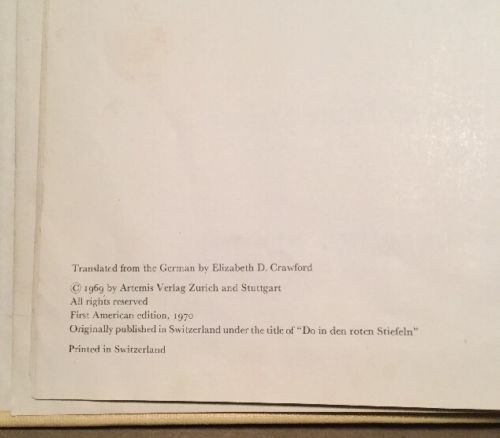 Translated from the German by Elizabeth D. Crawford
© 1969 by Artemis Verlag Zurich and Stuttgart
All rights reserved
First American edition, 1970
Originally published in Switzerland under the title of "Do in den roten Stiefeln"
Printed in Switzerland